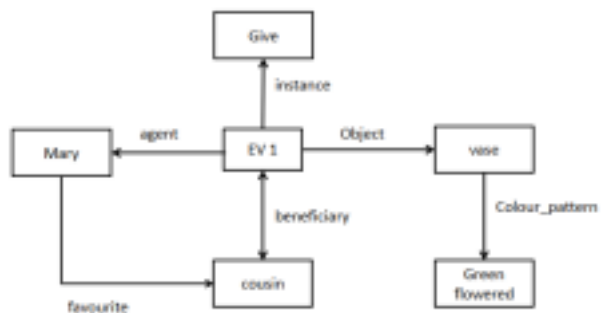 Give
instance
agent
Object
Mary
EV 1
vase
beneficiary
Colour_pattern
cousin
Green
flowered
favourite